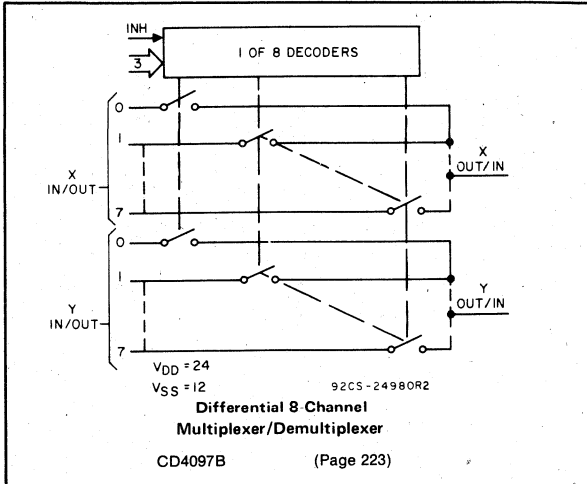 INH
3
1 OF 8 DECODERS
0
1
X
IN/OUT
7
X
OUT/IN
0
1
Y
IN/OUT
7
Y
OUT/IN
VDD = 24
VSS = 12
92CS-24980R2
Differential 8-Channel
Multiplexer/Demultiplexer
CD4097B (Page 223)